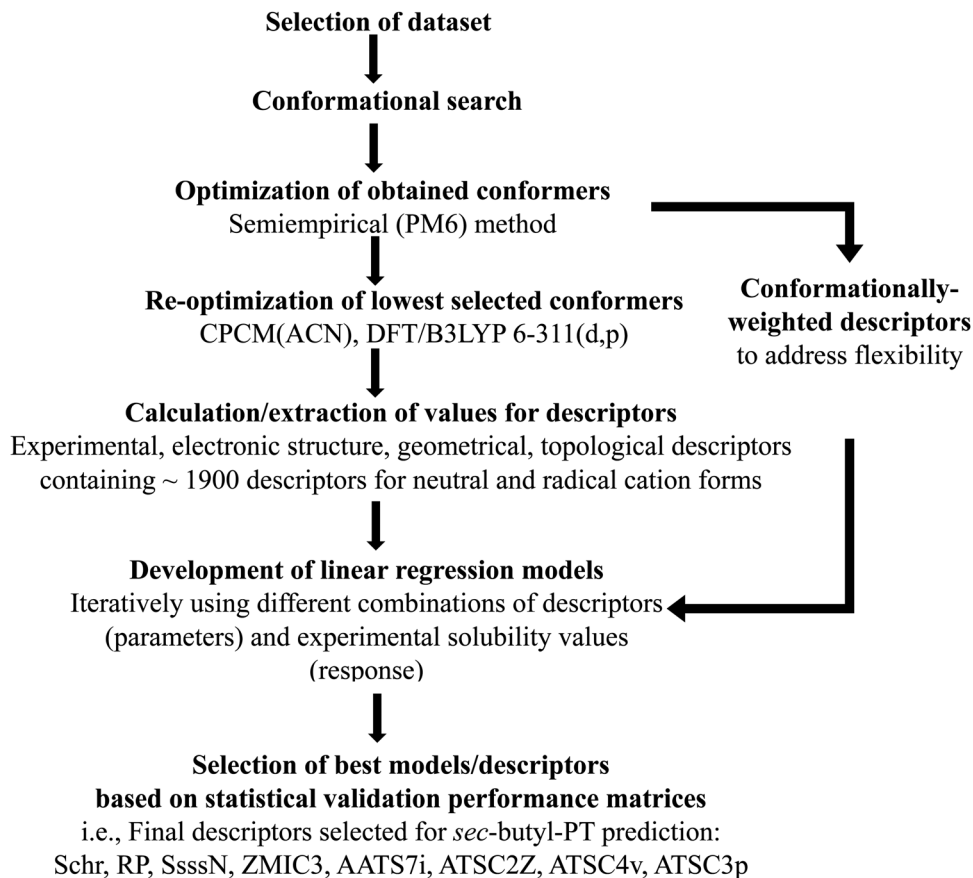 Selection of dataset
Conformational search
Optimization of obtained conformers
Semiempirical (PM6) method
Re-optimization of lowest selected conformers
CPCM(ACN), DFT/B3LYP 6-311(d,p)
Conformationally-
weighted descriptors
to address flexibility
Calculation/extraction of values for descriptors
Experimental, electronic structure, geometrical, topological descriptors
containing ~ 1900 descriptors for neutral and radical cation forms
Development of linear regression models
Iteratively using different combinations of descriptors
(parameters) and experimental solubility values
(response)
Selection of best models/descriptors
based on statistical validation performance matrices
i.e., Final descriptors selected for sec-butyl-PT prediction:
Schr, RP, SsssN, ZMIC3, AATS7i, ATSC2Z, ATSC4v, ATSC3p